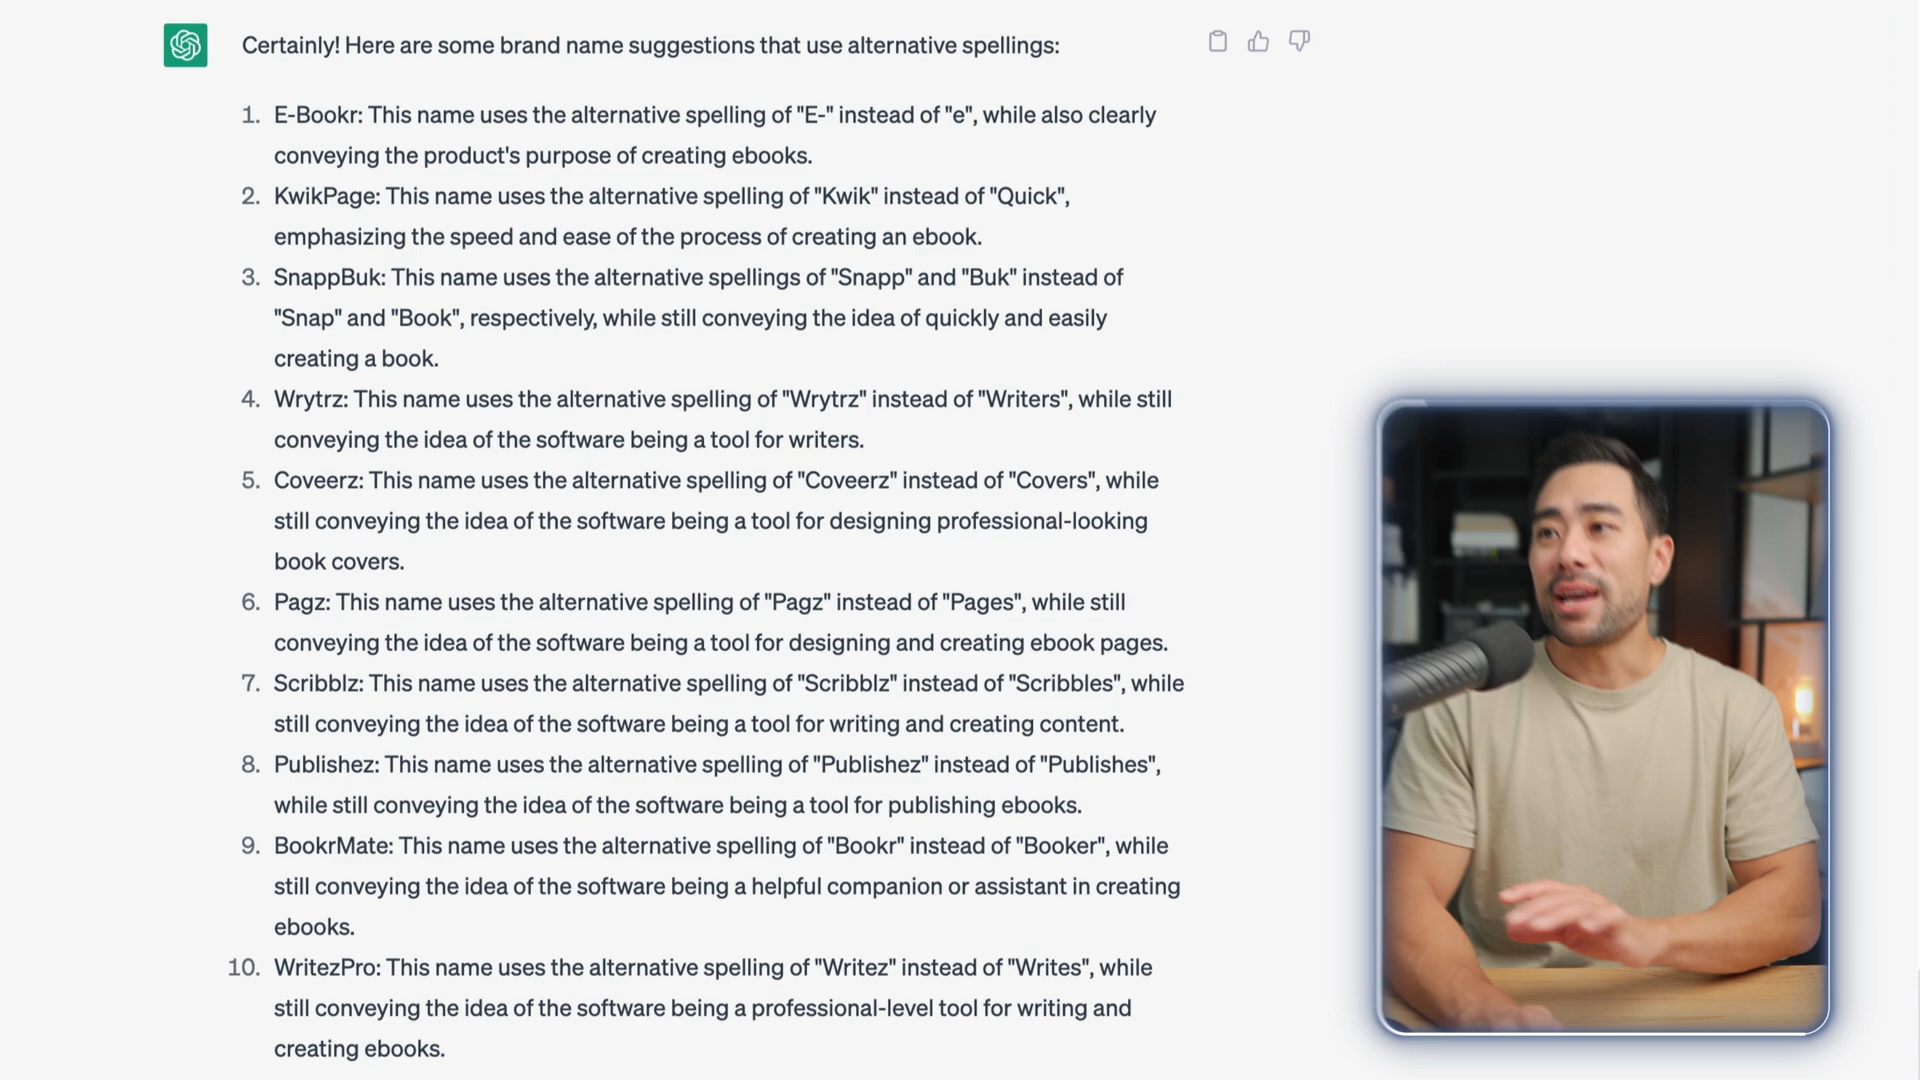 Certainly! Here are some brand name suggestions that use alternative spellings:
1. E-Bookr: This name uses the alternative spelling of "E-" instead of "e", while also clearly
conveying the product's purpose of creating ebooks.
2. KwikPage: This name uses the alternative spelling of "Kwik" instead of "Quick",
emphasizing the speed and ease of the process of creating an ebook.
3. SnappBuk: This name uses the alternative spellings of "Snapp" and "Buk" instead of
"Snap" and "Book", respectively, while still conveying the idea of quickly and easily
creating a book.
4. Wrytrz: This name uses the alternative spelling of "Wrytrz" instead of "Writers", while still
conveying the idea of the software being a tool for writers.
5. Coveerz: This name uses the alternative spelling of "Coveerz" instead of "Covers", while
still conveying the idea of the software being a tool for designing professional-looking
book covers.
6. Pagz: This name uses the alternative spelling of "Pagz" instead of "Pages", while still
conveying the idea of the software being a tool for designing and creating ebook pages.
7. Scribblz: This name uses the alternative spelling of "Scribblz" instead of "Scribbles", while
still conveying the idea of the software being a tool for writing and creating content.
8. Publishez: This name uses the alternative spelling of "Publishez" instead of "Publishes",
while still conveying the idea of the software being a tool for publishing ebooks.
9. BookrMate: This name uses the alternative spelling of "Bookr" instead of "Booker", while
still conveying the idea of the software being a helpful companion or assistant in creating
ebooks.
10. WritezPro: This name uses the alternative spelling of "Writez" instead of "Writes", while
still conveying the idea of the software being a professional-level tool for writing and
creating ebooks.